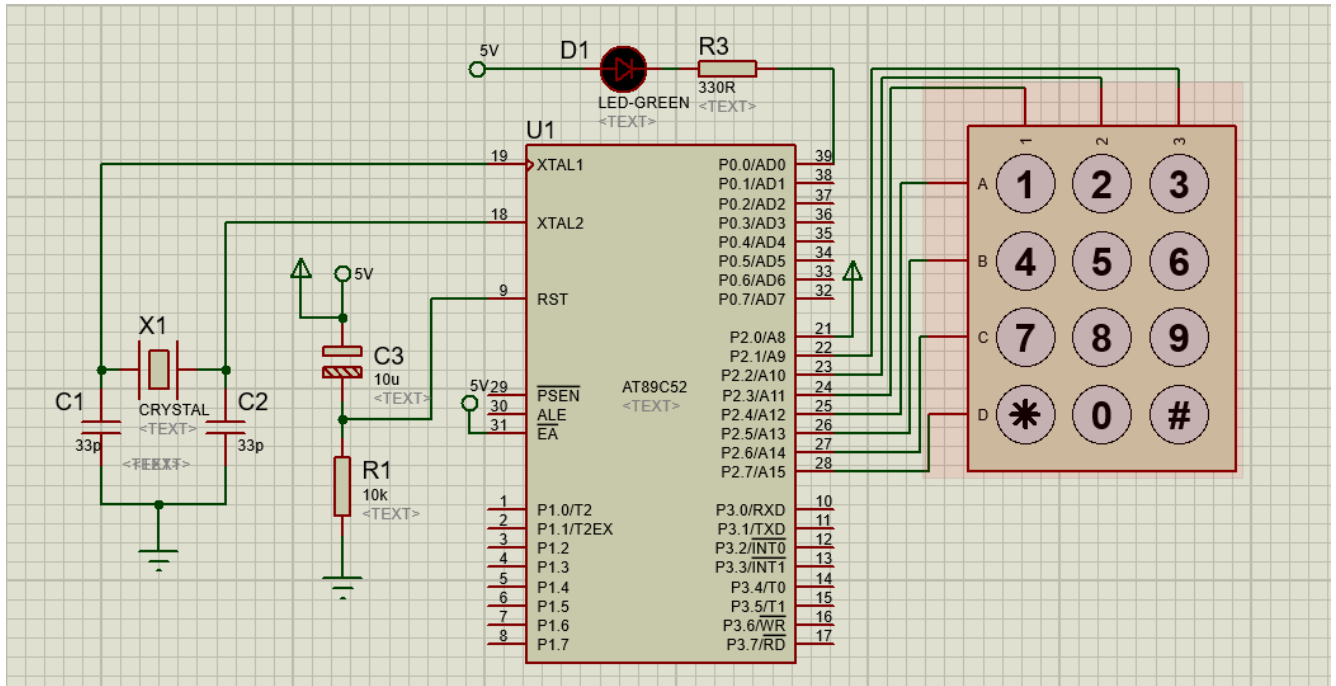 5V
D1
R3
330R
<TEXT>
LED-GREEN
<TEXT>
U1
19
XTAL1
18
XTAL2
9
RST
29
PSEN
30
ALE
31
EA
1
P1.0/T2
2
P1.1/T2EX
3
P1.2
4
P1.3
5
P1.4
6
P1.5
7
P1.6
8
P1.7
AT89C52
<TEXT>
P0.0/AD0
39
P0.1/AD1
38
P0.2/AD2
37
P0.3/AD3
36
P0.4/AD4
35
P0.5/AD5
34
P0.6/AD6
33
P0.7/AD7
32
P2.0/A8
21
P2.1/A9
22
P2.2/A10
23
P2.3/A11
24
P2.4/A12
25
P2.5/A13
26
P2.6/A14
27
P2.7/A15
28
P3.0/RXD
10
P3.1/TXD
11
P3.2/INT0
12
P3.3/INT1
13
P3.4/T0
14
P3.5/T1
15
P3.6/WR
16
P3.7/RD
17
5V
X1
CRYSTAL
<TEXT>
C1
33p
C2
33p
C3
10u
<TEXT>
5V
R1
10k
<TEXT>
1 2 3
A 1 2 3
B 4 5 6
C 7 8 9
D * 0 #